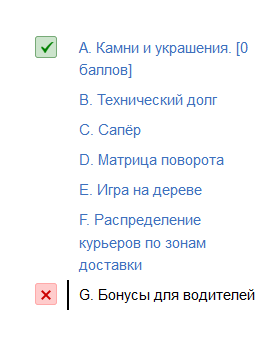 A. Камни и украшения. [0
баллов]
B. Технический долг
C. Сапёр
D. Матрица поворота
E. Игра на дереве
F. Распределение
курьеров по зонам
доставки
G. Бонусы для водителей